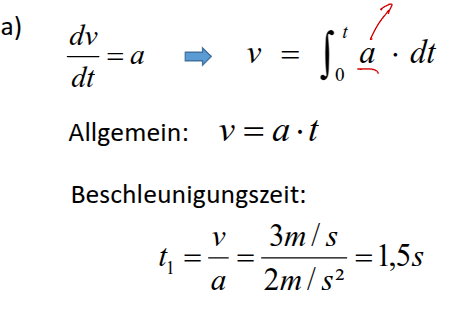 a) dv/dt = a ➡ v = ∫₀ᵗ a · dt
Allgemein: v = a · t
Beschleunigungszeit:
t₁ = v/a = 3m/s / 2m/s² = 1,5s